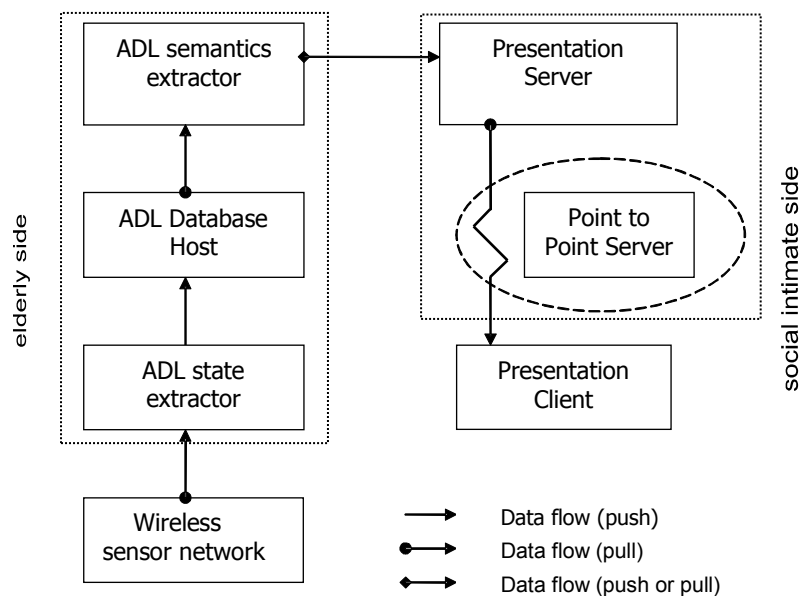 ADL semantics
extractor
Presentation
Server
ADL Database
Host
Point to
Point Server
elderly side
social intimate side
ADL state
extractor
Presentation
Client
Wireless
sensor network
Data flow (push)
Data flow (pull)
Data flow (push or pull)